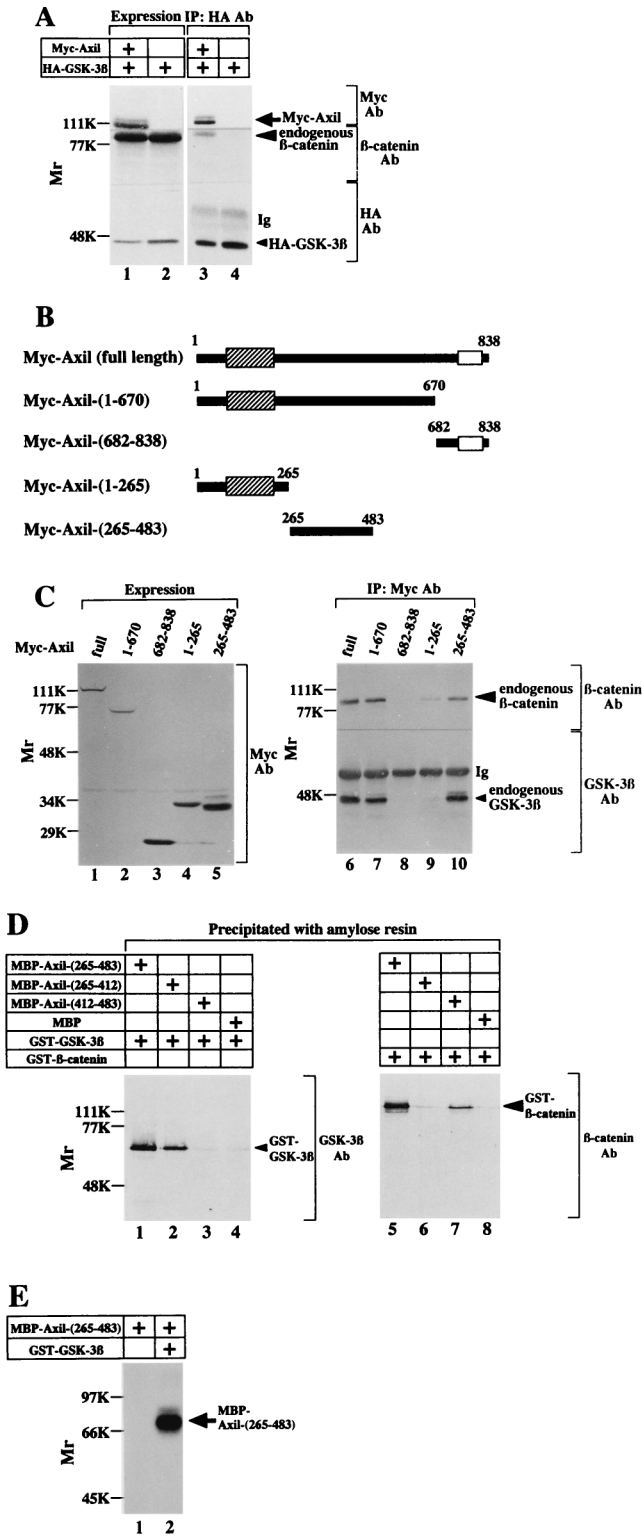 A
Expression IP: HA Ab
Myc-Axil + +
HA-GSK-3ß + + + +
111K
77K
48K
Mr
Myc-Axil
endogenous
ß-catenin
Ig
HA-GSK-3ß
Myc
Ab
ß-catenin
Ab
HA
Ab
1 2 3 4
B
1 838
Myc-Axil (full length)
1 670
Myc-Axil-(1-670)
682 838
Myc-Axil-(682-838)
1 265
Myc-Axil-(1-265)
265 483
Myc-Axil-(265-483)
C
Expression
Myc-Axil full 1-670 682-838 1-265 265-483
111K
77K
48K
34K
29K
Mr
Myc
Ab
1 2 3 4 5
IP: Myc Ab
full 1-670 682-838 1-265 265-483
111K
77K
48K
Mr
endogenous
ß-catenin
Ig
endogenous
GSK-3ß
ß-catenin
Ab
GSK-3ß
Ab
6 7 8 9 10
D
Precipitated with amylose resin
MBP-Axil-(265-483) + +
MBP-Axil-(265-412) + +
MBP-Axil-(412-483) + +
MBP + +
GST-GSK-3ß + + + +
GST-ß-catenin + + + +
111K
77K
48K
Mr
GST-
GSK-3ß
GSK-3ß
Ab
1 2 3 4
GST-
ß-catenin
ß-catenin
Ab
5 6 7 8
E
MBP-Axil-(265-483) + +
GST-GSK-3ß +
97K
66K
45K
Mr
MBP-
Axil-(265-483)
1 2